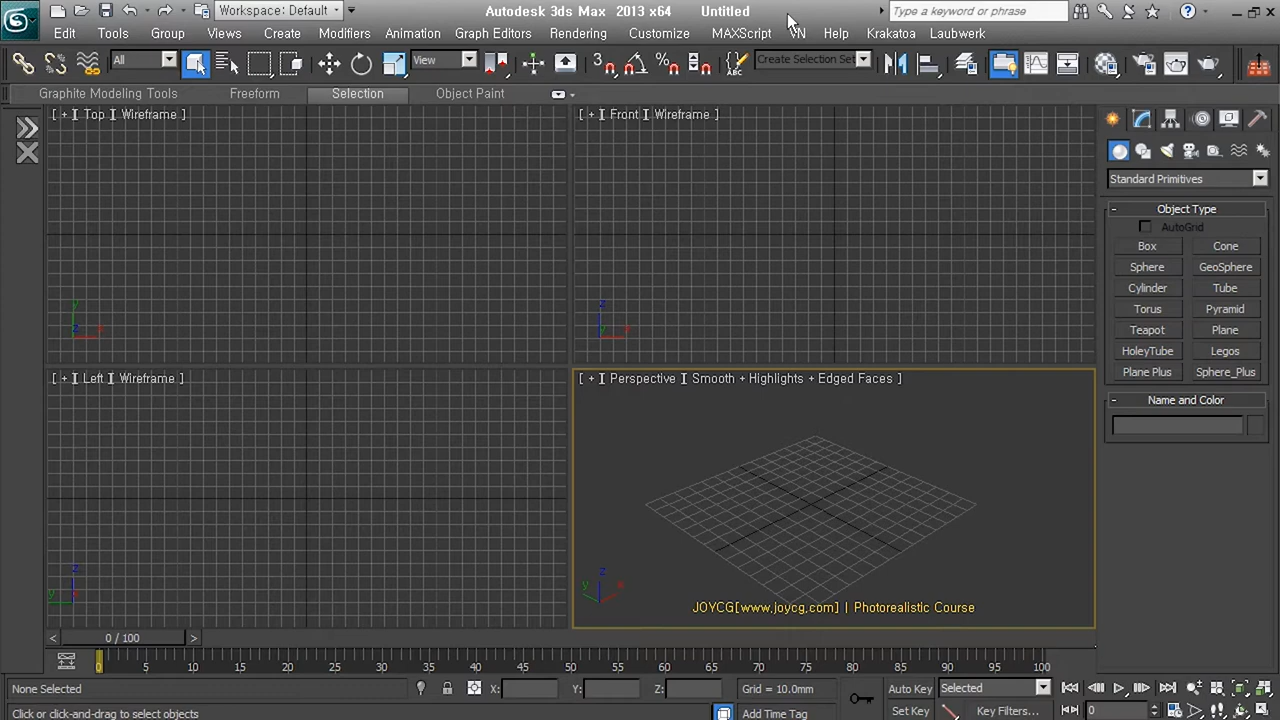 Workspace: Default
Autodesk 3ds Max 2013 x64 Untitled
Type a keyword or phrase
Edit Tools Group Views Create Modifiers Animation Graph Editors Rendering Customize MAXScript Help Krakatoa Laubwerk
All
View
Create Selection Set
Graphite Modeling Tools Freeform Selection Object Paint
[ + ] Top ] Wireframe ]
[ + ] Front ] Wireframe ]
Standard Primitives
Object Type
AutoGrid
Box Cone
Sphere GeoSphere
Cylinder Tube
Torus Pyramid
Teapot Plane
HoleyTube Legos
Plane Plus Sphere_Plus
Name and Color
y
z x
z
y x
[ + ] Left ] Wireframe ]
[ + ] Perspective ] Smooth + Highlights + Edged Faces ]
z
y x
z
y x
JOYCG[www.joycg.com] | Photorealistic Course
< 0 / 100 >
0 5 10 15 20 25 30 35 40 45 50 55 60 65 70 75 80 85 90 95 100
None Selected X: Y: Z: Grid = 10.0mm Auto Key Selected
Click or click-and-drag to select objects Add Time Tag Set Key Key Filters... 0